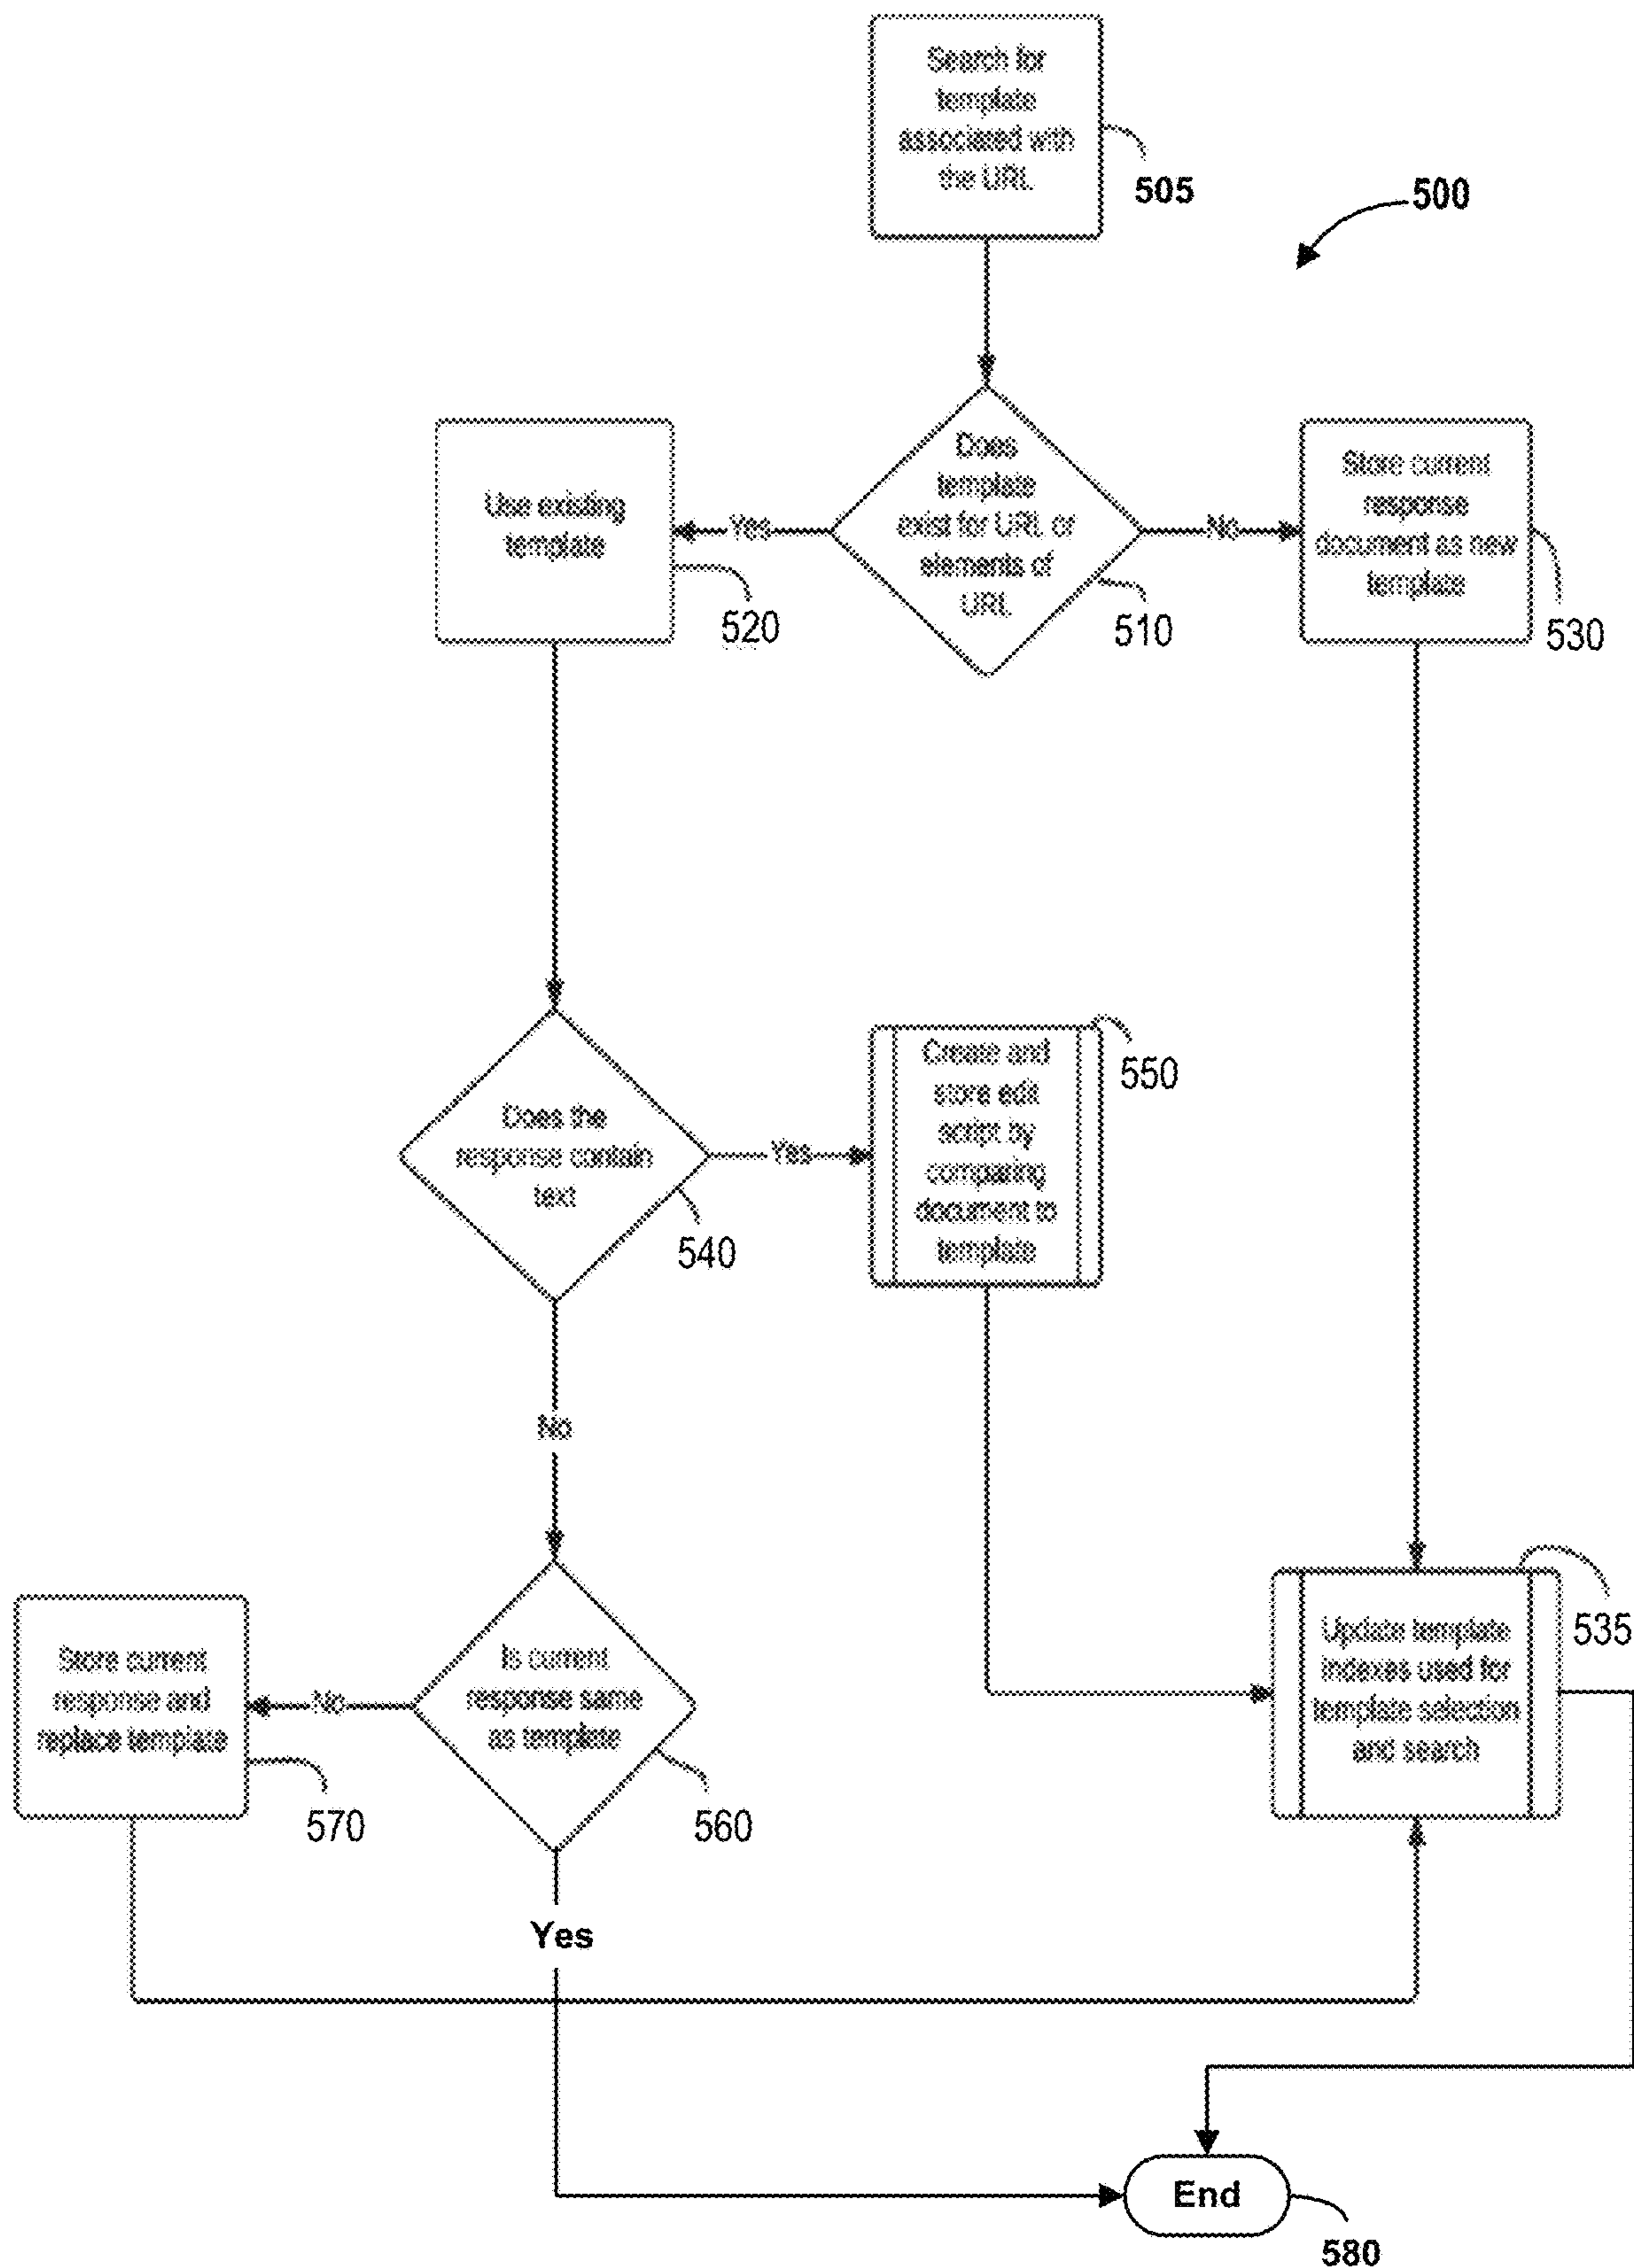 Search for
template
associated with
the URL
505
500
Does
template
exist for URL or
elements of
URL
510
Yes
No
Use existing
template
520
Store current
response
document as new
template
530
Does the
response contain
text
540
Yes
Create and
store edit
script by
comparing
document to
template
550
No
Is current
response same
as template
560
No
Store current
response and
replace template
570
Update template
indexes used for
template selection
and search
535
Yes
End
580